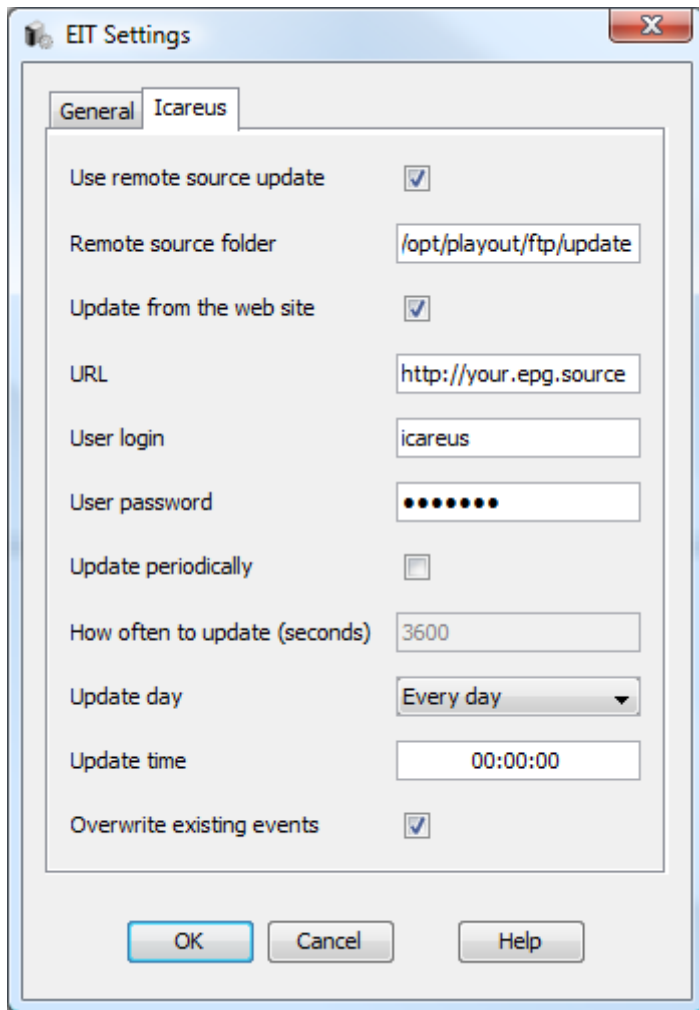 EIT Settings
General Icareus
Use remote source update
Remote source folder /opt/playout/ftp/update
Update from the web site
URL http://your.epg.source
User login icareus
User password •••••••
Update periodically
How often to update (seconds) 3600
Update day Every day
Update time 00:00:00
Overwrite existing events
OK Cancel Help